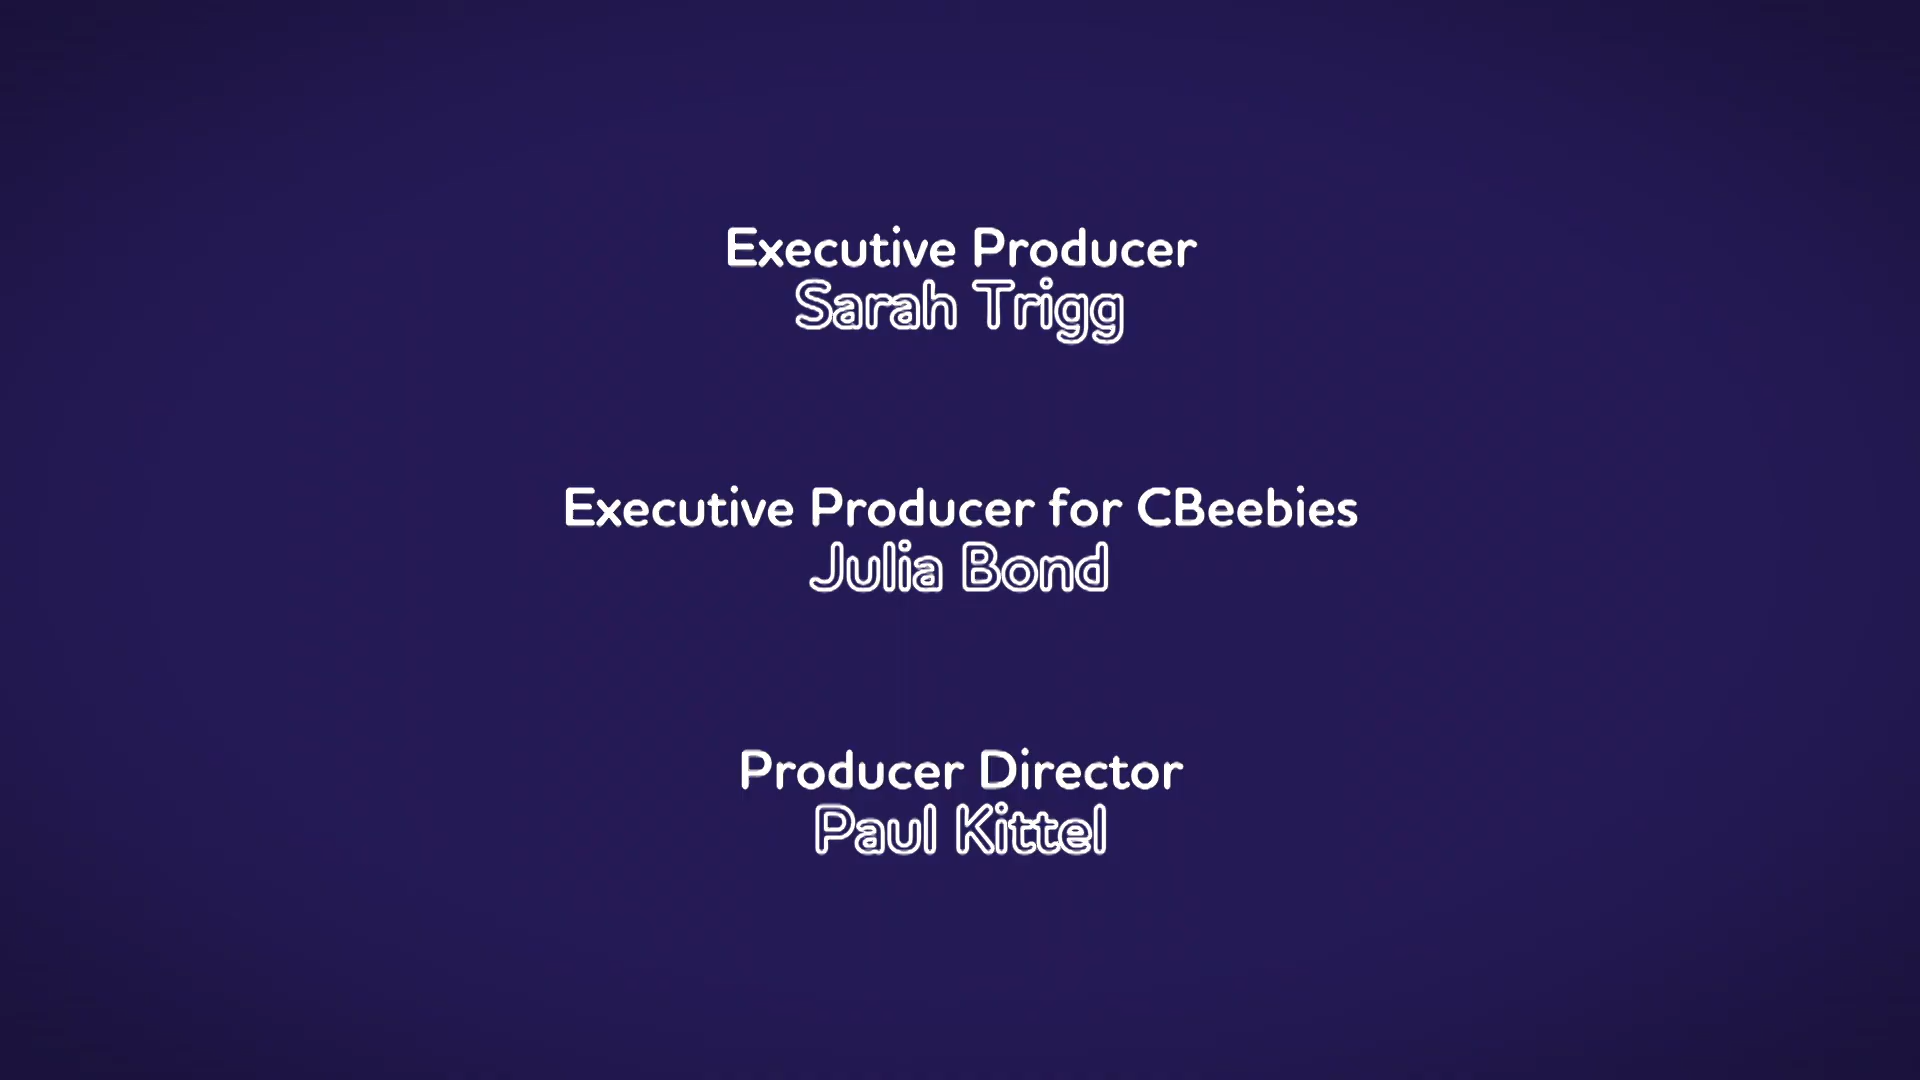 Executive Producer
Sarah Trigg
Executive Producer for CBeebies
Julia Bond
Producer Director
Paul Kittel